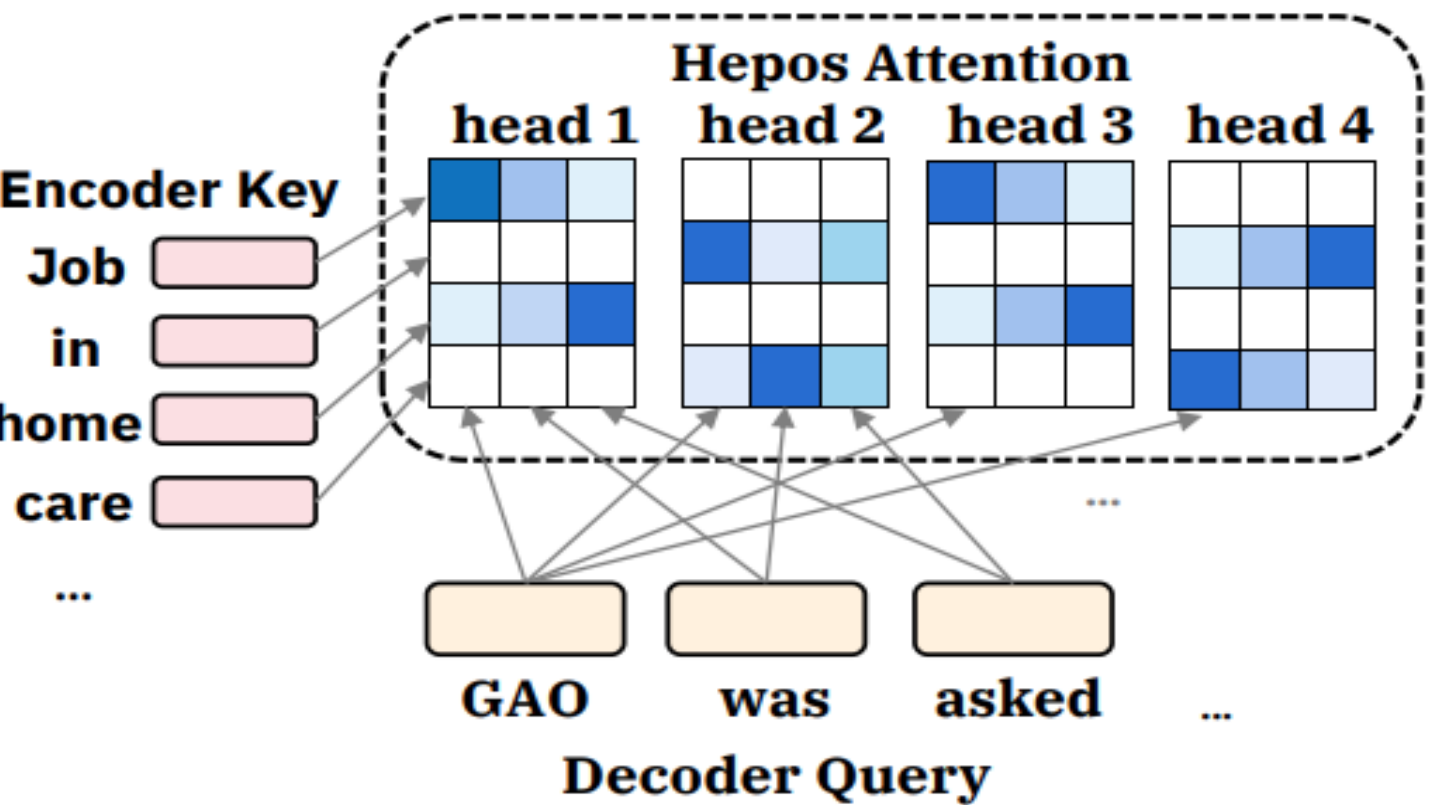 Hepos Attention
head 1 head 2 head 3 head 4
Encoder Key
Job
in
home
care
...
...
GAO was asked ...
Decoder Query